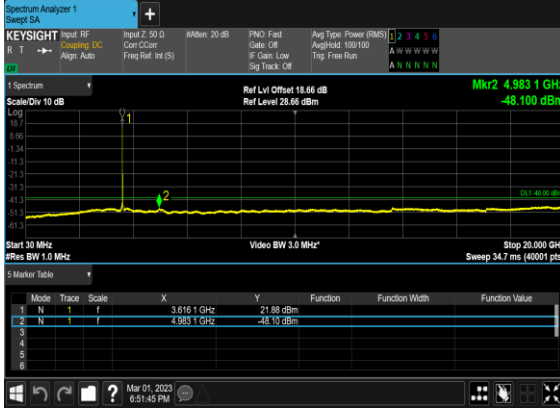 Spectrum Analyzer 1
Swept SA
+
KEYSIGHT
R T
LV
Input: RF
Coupling: DC
Align: Auto
Input Z: 50 Ω
Corr CCorr
Freq Ref: Int (S)
#Atten: 20 dB
PNO: Fast
Gate: Off
IF Gain: Low
Sig Track: Off
Avg Type: Power (RMS)
Avg|Hold: 100/100
Trig: Free Run
1 2 3 4 5 6
A W W W W W
A N N N N N
1 Spectrum
Scale/Div 10 dB
Ref Lvl Offset 18.66 dB
Ref Level 28.66 dBm
Mkr2 4.983 1 GHz
-48.100 dBm
Log
18.7
8.66
-1.34
-11.3
-21.3
-31.3
-41.3
-51.3
-61.3
1
2
DL1 -40.00 dBm
Start 30 MHz
#Res BW 1.0 MHz
Video BW 3.0 MHz*
Stop 20.000 GH
Sweep 34.7 ms (40001 pts
5 Marker Table
Mode Trace Scale X Y Function Function Width Function Value
1 N 1 f 3.616 1 GHz 21.88 dBm
2 N 1 f 4.983 1 GHz -48.10 dBm
3
4
5
6
?
Mar 01, 2023
6:51:45 PM